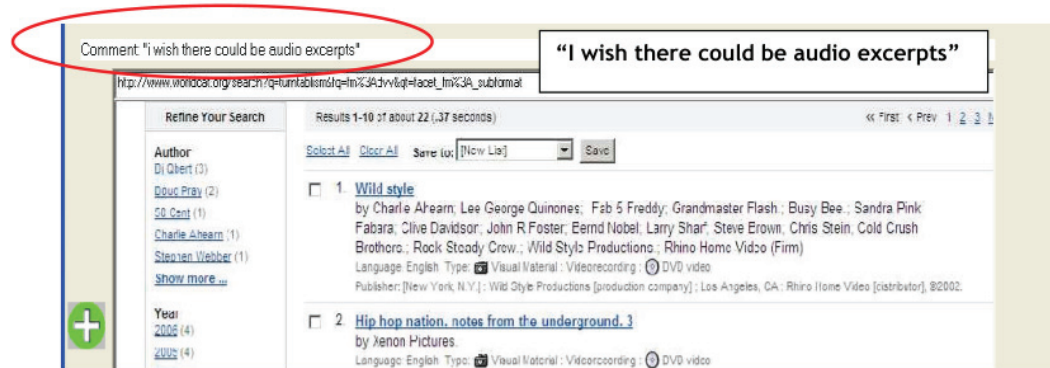 Comment: "i wish there could be audio excerpts"
“I wish there could be audio excerpts”
Refine Your Search
Results 1-10 of about 22 (.37 seconds)
« First < Prev 1 2 3
Select All Clear All Save to: [New List] Save
Author
Dj Qbert (3)
Doug Pray (2)
50 Cent (1)
Charlie Ahearn (1)
Stephen Webber (1)
Show more ...
Year
2006 (4)
2005 (4)
1. Wild style
by Charlie Ahearn; Lee George Quinones; Fab 5 Freddy; Grandmaster Flash.; Busy Bee.; Sandra Pink
Fabara; Clive Davidson; John R Foster; Bernd Nobel; Larry Sharf; Steve Brown; Chris Stein; Cold Crush
Brothers.; Rock Steady Crew.; Wild Style Productions.; Rhino Home Video (Firm)
Language: English Type: Visual Material : Videorecording : DVD video
Publisher: [New York, N.Y.] : Wild Style Productions [production company] ; Los Angeles, CA : Rhino Home Video [distributor], ©2002.
2. Hip hop nation. notes from the underground. 3
by Xenon Pictures.
Language: English Type: Visual Material : Videorecording : DVD video